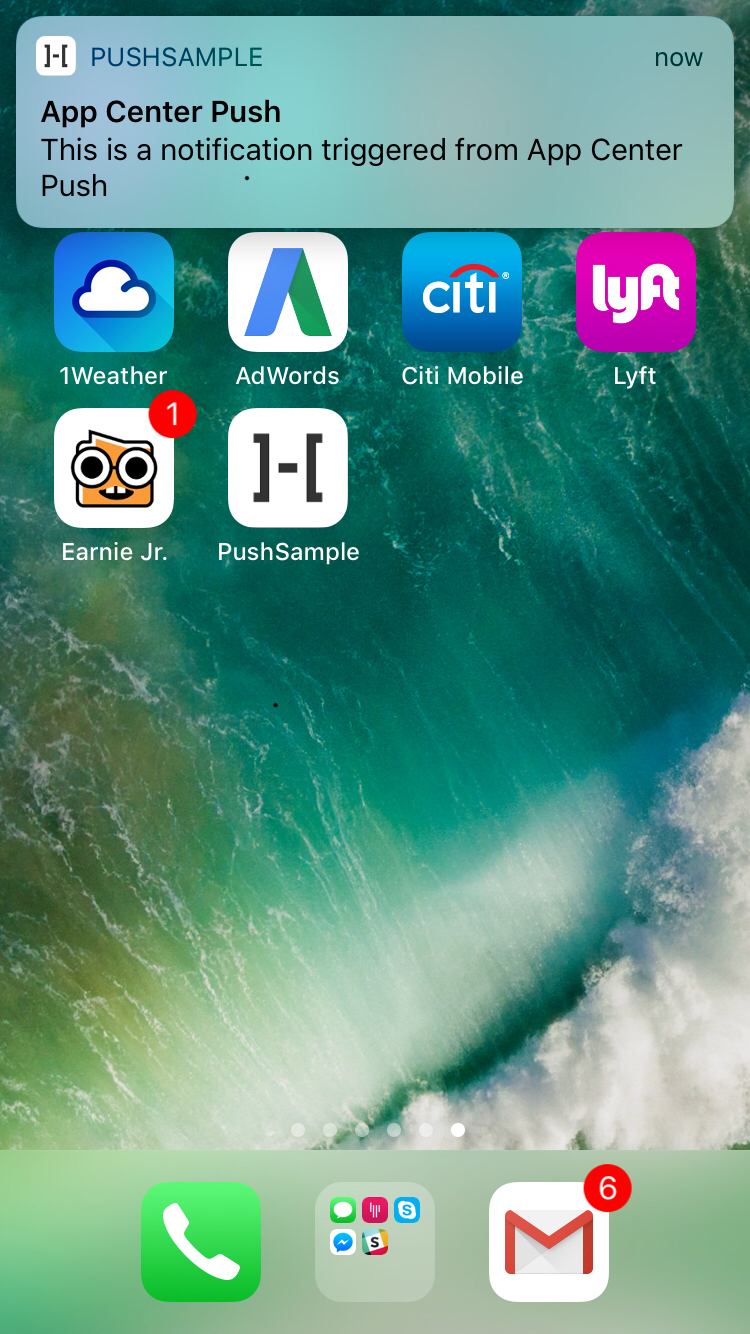 ]-[ PUSHSAMPLE now
App Center Push
This is a notification triggered from App Center
Push
citi® lyft
1Weather AdWords Citi Mobile Lyft
1
]-[
Earnie Jr. PushSample
6
S S